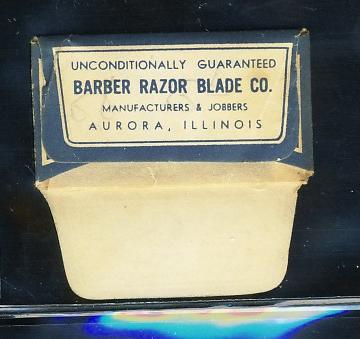 UNCONDITIONALLY GUARANTEED
BARBER RAZOR BLADE CO.
MANUFACTURERS & JOBBERS
AURORA, ILLINOIS